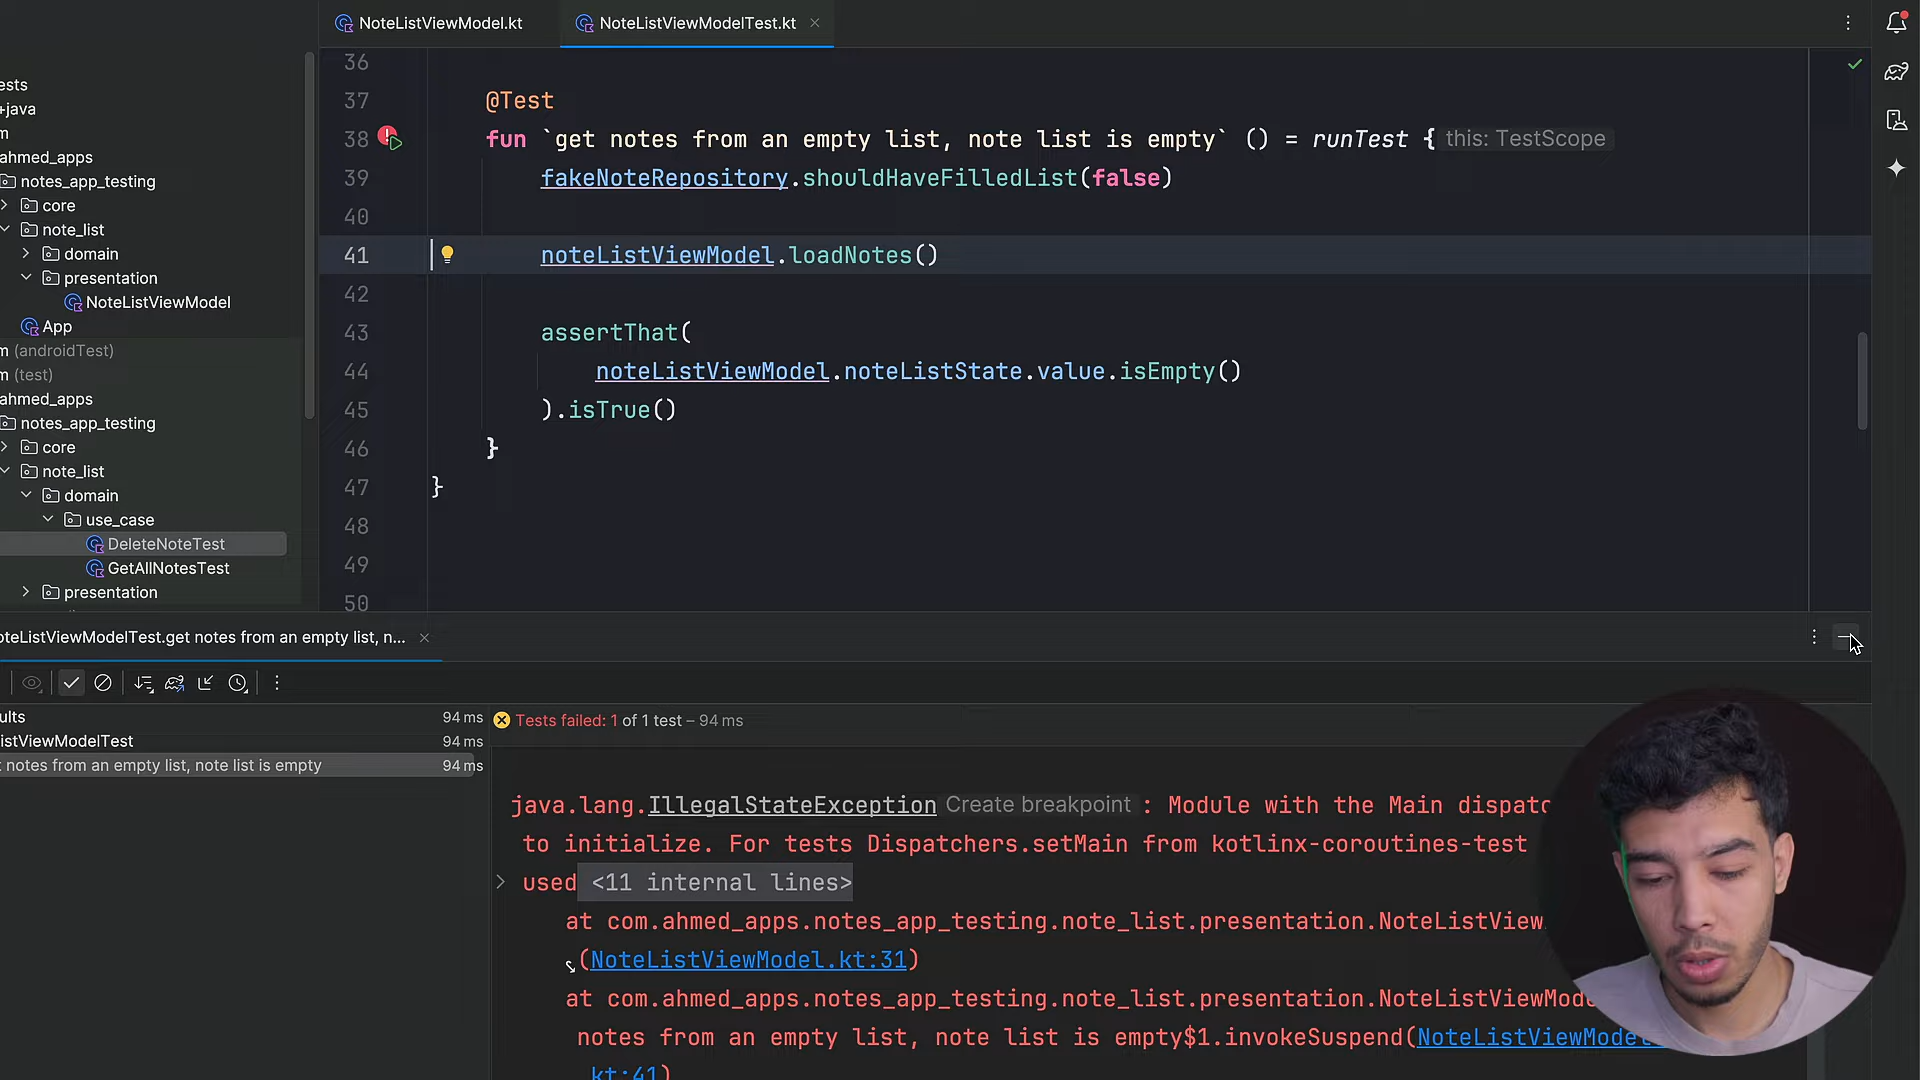 NoteListViewModel.kt
NoteListViewModelTest.kt
ests
+java
m
ahmed_apps
notes_app_testing
core
note_list
domain
presentation
NoteListViewModel
App
m (androidTest)
m (test)
ahmed_apps
notes_app_testing
core
note_list
domain
use_case
DeleteNoteTest
GetAllNotesTest
presentation
36
37 @Test
38 fun `get notes from an empty list, note list is empty` () = runTest { this: TestScope
39 fakeNoteRepository.shouldHaveFilledList(false)
40
41 noteListViewModel.loadNotes()
42
43 assertThat(
44 noteListViewModel.noteListState.value.isEmpty()
45 ).isTrue()
46 }
47 }
48
49
50
oteListViewModelTest.get notes from an empty list, n...
ults 94 ms
istViewModelTest 94 ms
t notes from an empty list, note list is empty 94 ms
Tests failed: 1 of 1 test – 94 ms
java.lang.IllegalStateException Create breakpoint : Module with the Main dispatc
to initialize. For tests Dispatchers.setMain from kotlinx-coroutines-test
used <11 internal lines>
at com.ahmed_apps.notes_app_testing.note_list.presentation.NoteListView
(NoteListViewModel.kt:31)
at com.ahmed_apps.notes_app_testing.note_list.presentation.NoteListViewMode
notes from an empty list, note list is empty$1.invokeSuspend(NoteListViewModel
kt:41)